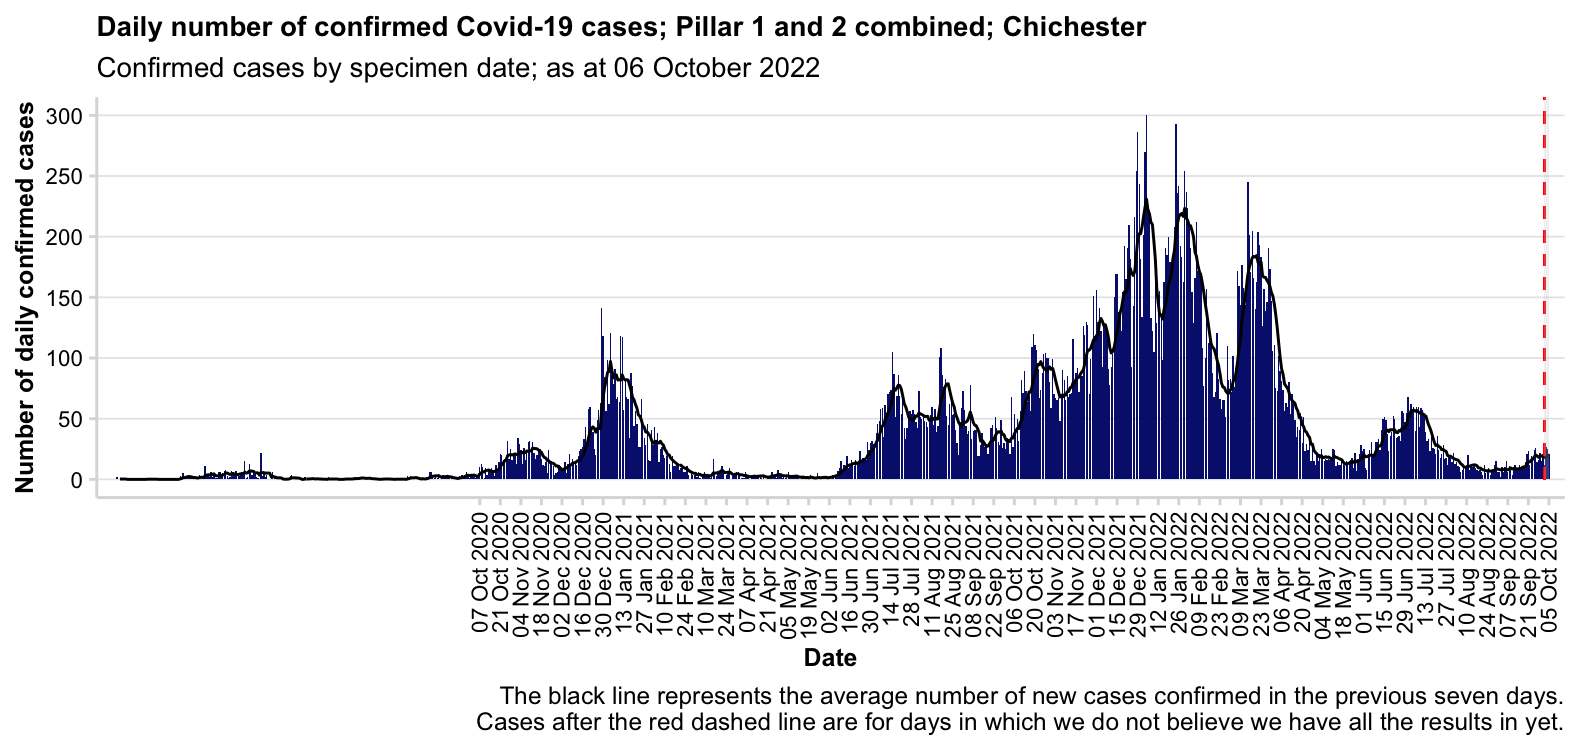 Daily number of confirmed Covid-19 cases; Pillar 1 and 2 combined; Chichester
Confirmed cases by specimen date; as at 06 October 2022
Number of daily confirmed cases
300
250
200
150
100
50
0
07 Oct 2020
21 Oct 2020
04 Nov 2020
18 Nov 2020
02 Dec 2020
16 Dec 2020
30 Dec 2020
13 Jan 2021
27 Jan 2021
10 Feb 2021
24 Feb 2021
10 Mar 2021
24 Mar 2021
07 Apr 2021
21 Apr 2021
05 May 2021
19 May 2021
02 Jun 2021
16 Jun 2021
30 Jun 2021
14 Jul 2021
28 Jul 2021
11 Aug 2021
25 Aug 2021
08 Sep 2021
22 Sep 2021
06 Oct 2021
20 Oct 2021
03 Nov 2021
17 Nov 2021
01 Dec 2021
15 Dec 2021
29 Dec 2021
12 Jan 2022
26 Jan 2022
09 Feb 2022
23 Feb 2022
09 Mar 2022
23 Mar 2022
06 Apr 2022
20 Apr 2022
04 May 2022
18 May 2022
01 Jun 2022
15 Jun 2022
29 Jun 2022
13 Jul 2022
27 Jul 2022
10 Aug 2022
24 Aug 2022
07 Sep 2022
21 Sep 2022
05 Oct 2022
Date
The black line represents the average number of new cases confirmed in the previous seven days.
Cases after the red dashed line are for days in which we do not believe we have all the results in yet.